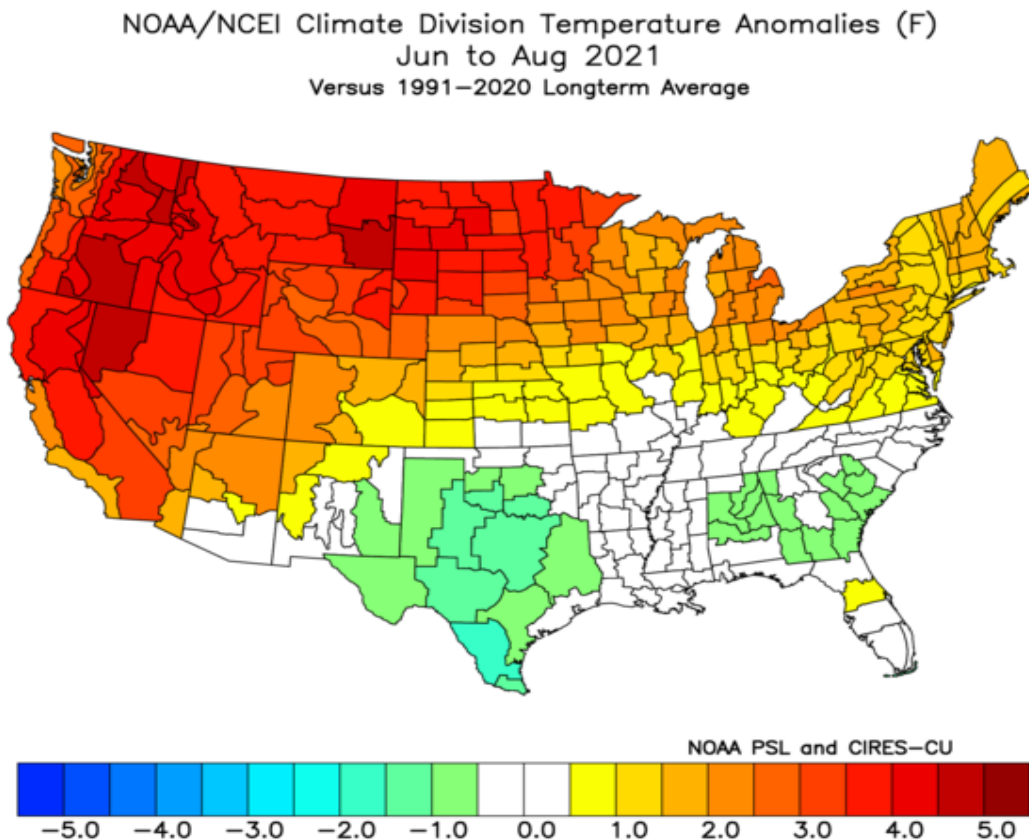 NOAA/NCEI Climate Division Temperature Anomalies (F)
Jun to Aug 2021
Versus 1991−2020 Longterm Average
NOAA PSL and CIRES−CU
−5.0 −4.0 −3.0 −2.0 −1.0 0.0 1.0 2.0 3.0 4.0 5.0